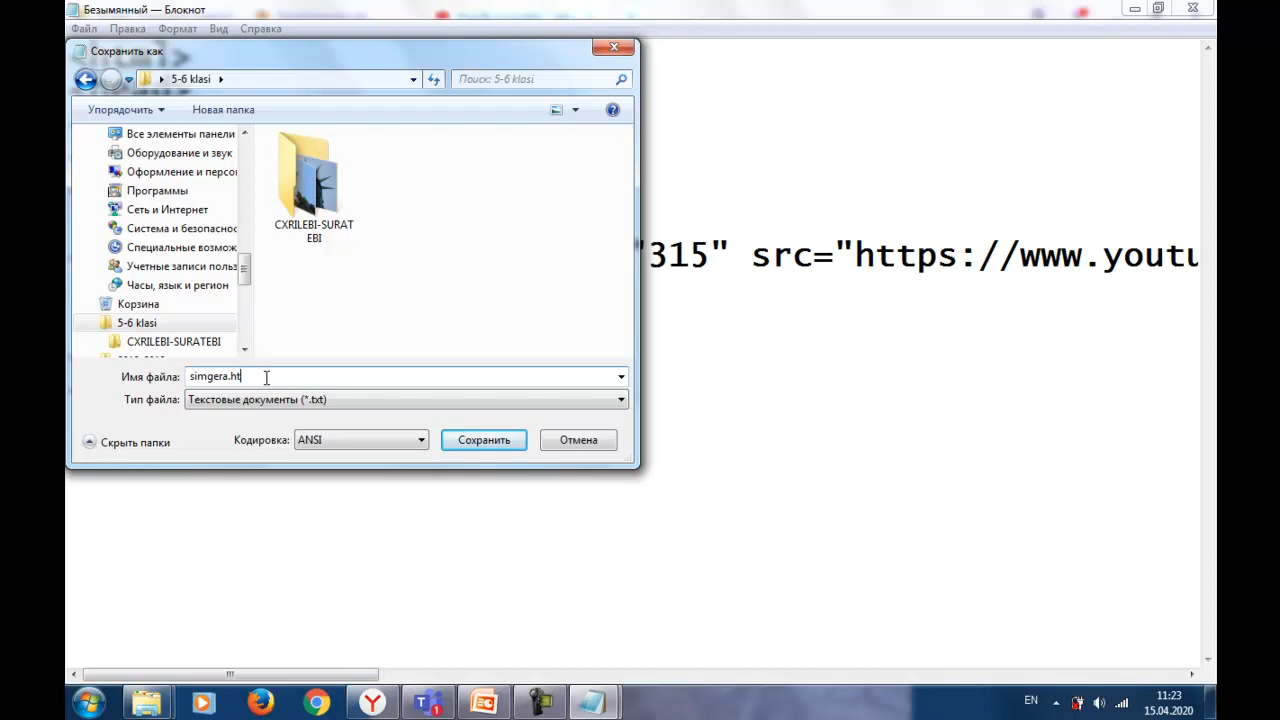 Безымянный — Блокнот
Файл Правка Формат Вид Справка
Сохранить как
5-6 klasi
Поиск: 5-6 klasi
Упорядочить Новая папка
Все элементы панели
Оборудование и звук
Оформление и персо
Программы
Сеть и Интернет
Система и безопаснос
Специальные возмож
Учетные записи польз
Часы, язык и регион
Корзина
5-6 klasi
CXRILEBI-SURATEBI
CXRILEBI-SURAT
EBI
"315" src="https://www.youtu
Имя файла: simgera.ht
Тип файла: Текстовые документы (*.txt)
Скрыть папки Кодировка: ANSI Сохранить Отмена
EN 11:23
15.04.2020